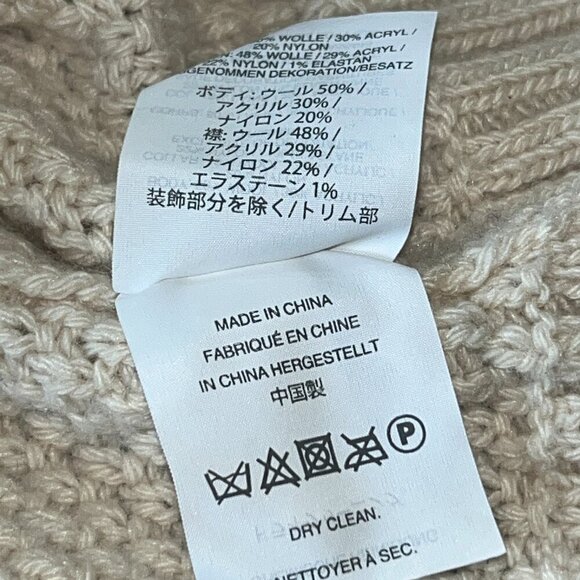 WOLLE / 30% ACRYL /
20% NYLON
48% WOLLE / 29% ACRYL /
22% NYLON / 1% ELASTAN
DEKORATION/BESATZ
ボディ: ウール 50% /
アクリル 30% /
ナイロン 20%
襟: ウール 48% /
アクリル 29% /
ナイロン 22% /
エラステーン 1%
装飾部分を除く/トリム部
MADE IN CHINA
FABRIQUÉ EN CHINE
IN CHINA HERGESTELLT
中国製
P
DRY CLEAN.
NETTOYER À SEC.